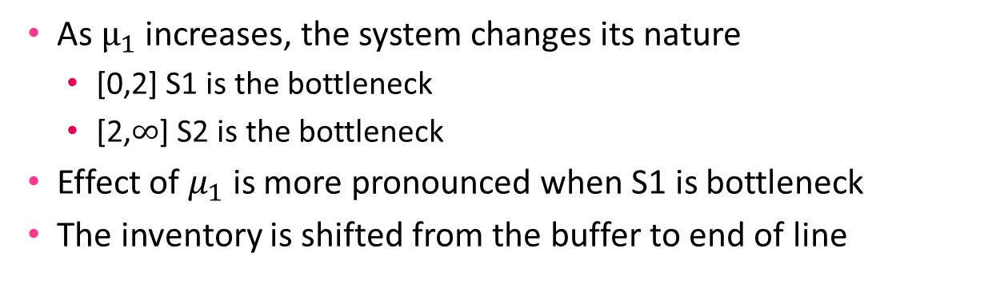 • As μ₁ increases, the system changes its nature
• [0,2] S1 is the bottleneck
• [2,∞] S2 is the bottleneck
• Effect of μ₁ is more pronounced when S1 is bottleneck
• The inventory is shifted from the buffer to end of line